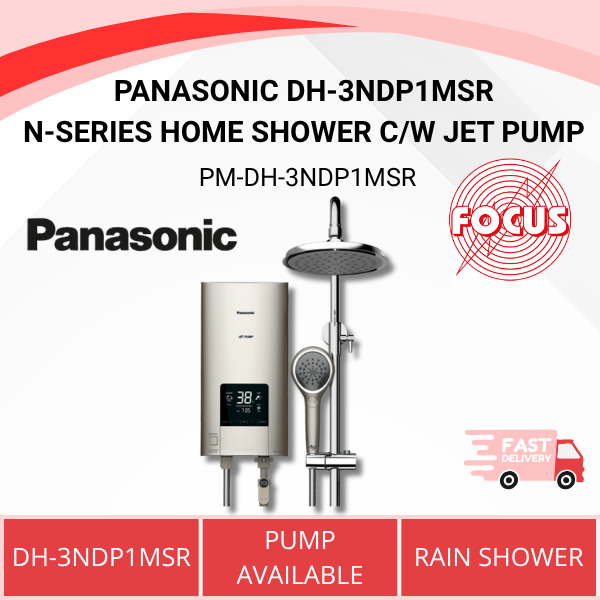 PANASONIC DH-3NDP1MSR
N-SERIES HOME SHOWER C/W JET PUMP
PM-DH-3NDP1MSR
FOCUS
Panasonic
Panasonic
JET PUMP
38
FAST
DELIVERY
DH-3NDP1MSR
PUMP
AVAILABLE
RAIN SHOWER